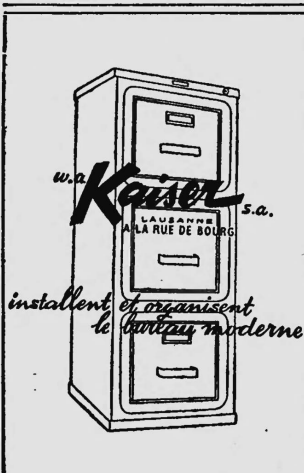 w.a. Kaiser s.a.
LAUSANNE
A LA RUE DE BOURG
installent et organisent
le bureau moderne